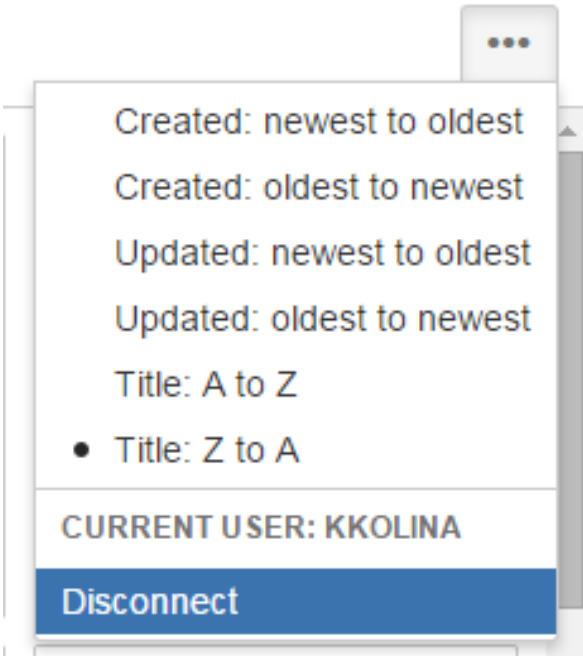 Created: newest to oldest
Created: oldest to newest
Updated: newest to oldest
Updated: oldest to newest
Title: A to Z
Title: Z to A
CURRENT USER: KKOLINA
Disconnect